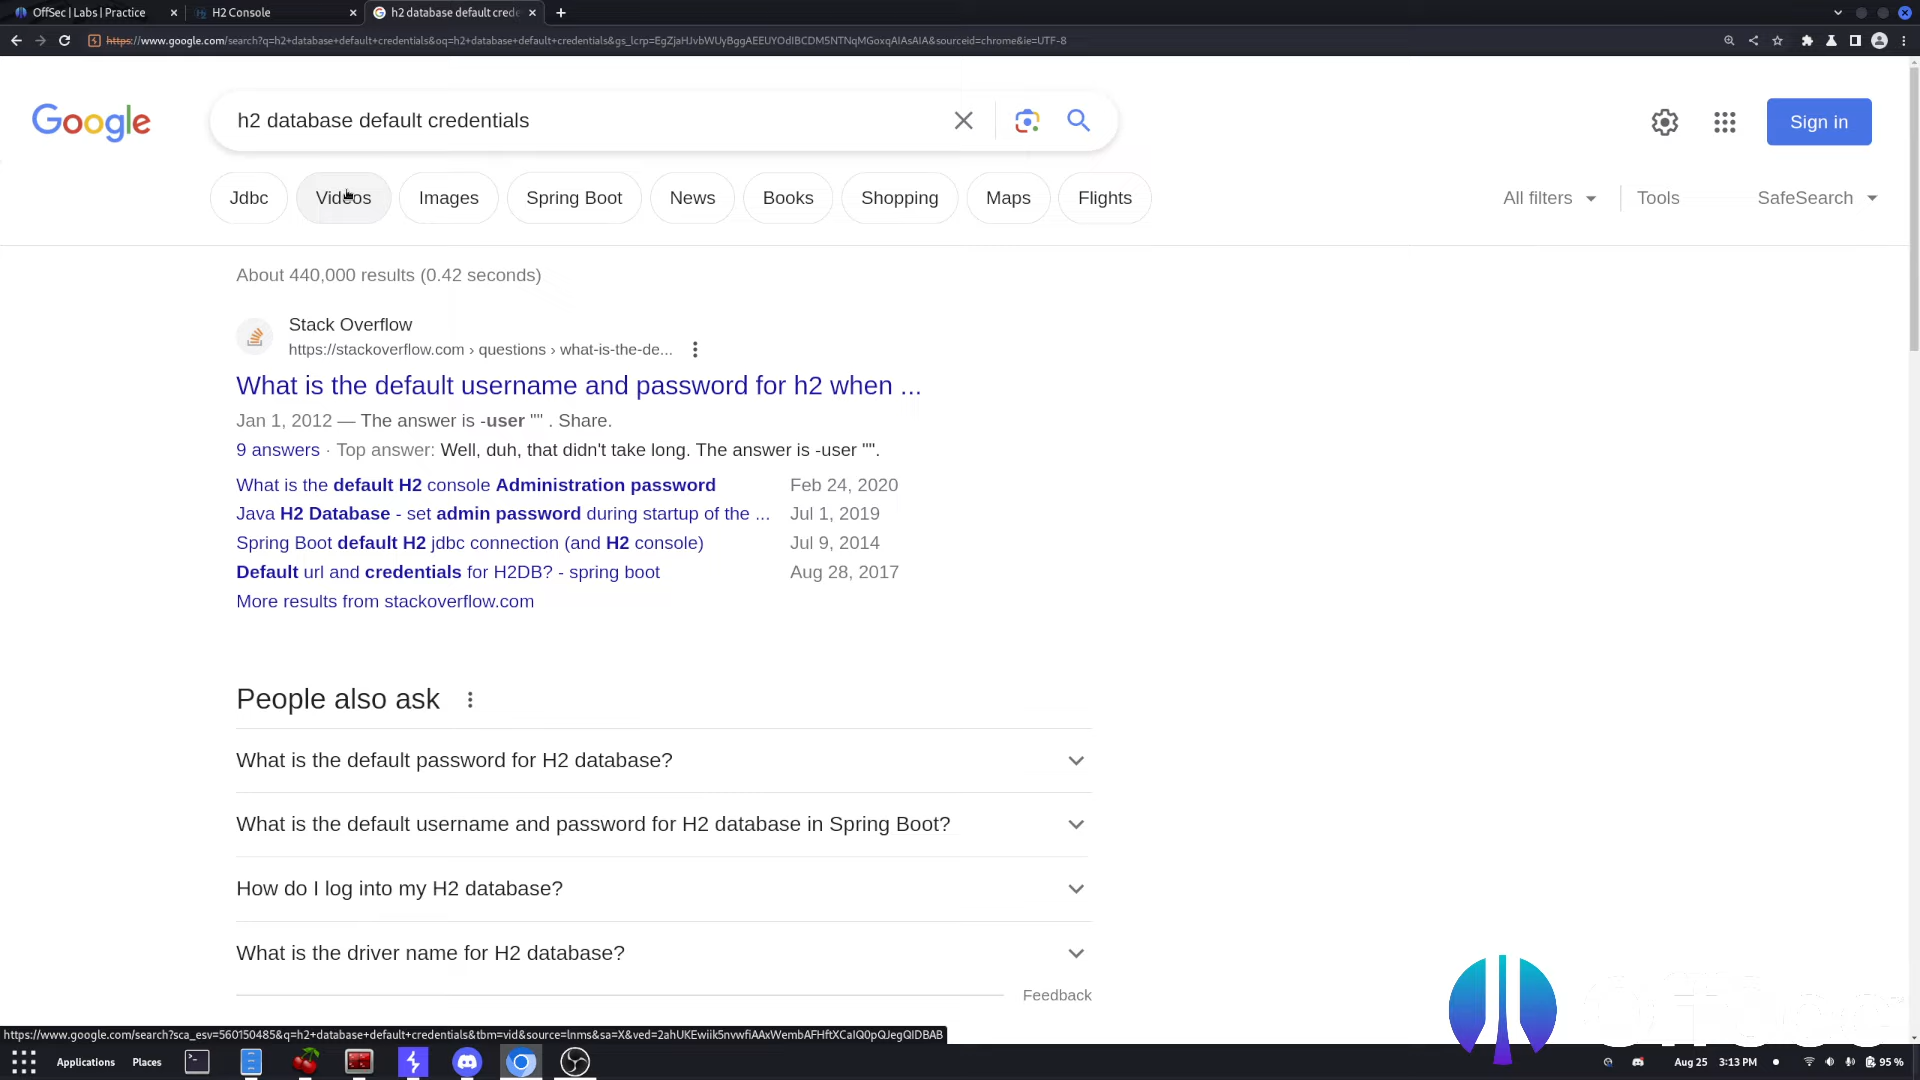 OffSec | Labs | Practice
H2 Console
h2 database default crede
https://www.google.com/search?q=h2+database+default+credentials&oq=h2+database+default+credentials&gs_lcrp=EgZjaHJvbWUyBggAEEUYOdIBCDM5NTNqMGoxqAIAsAIA&sourceid=chrome&ie=UTF-8
Google
h2 database default credentials
Sign in
Jdbc
Videos
Images
Spring Boot
News
Books
Shopping
Maps
Flights
All filters
Tools
SafeSearch
About 440,000 results (0.42 seconds)
Stack Overflow
https://stackoverflow.com › questions › what-is-the-de...
What is the default username and password for h2 when ...
Jan 1, 2012 — The answer is -user "" . Share.
9 answers · Top answer: Well, duh, that didn't take long. The answer is -user "".
What is the default H2 console Administration password Feb 24, 2020
Java H2 Database - set admin password during startup of the ... Jul 1, 2019
Spring Boot default H2 jdbc connection (and H2 console) Jul 9, 2014
Default url and credentials for H2DB? - spring boot Aug 28, 2017
More results from stackoverflow.com
People also ask
What is the default password for H2 database?
What is the default username and password for H2 database in Spring Boot?
How do I log into my H2 database?
What is the driver name for H2 database?
Feedback
Applications
Places
Aug 25 3:13 PM
95 %